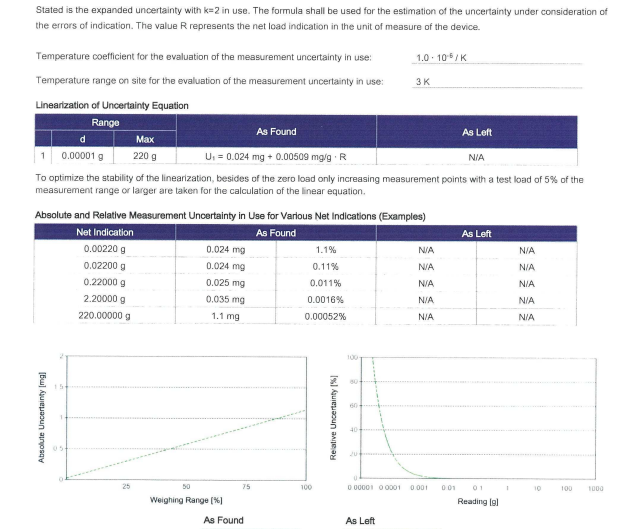 Stated is the expanded uncertainty with k=2 in use. The formula shall be used for the estimation of the uncertainty under consideration of
the errors of indication. The value R represents the net load indication in the unit of measure of the device.
Temperature coefficient for the evaluation of the measurement uncertainty in use: 1.0 · 10⁻⁶ / K
Temperature range on site for the evaluation of the measurement uncertainty in use: 3 K
Linearization of Uncertainty Equation
Range As Found As Left
d Max
1 0.00001 g 220 g U₁ = 0.024 mg + 0.00509 mg/g · R N/A
To optimize the stability of the linearization, besides of the zero load only increasing measurement points with a test load of 5% of the
measurement range or larger are taken for the calculation of the linear equation.
Absolute and Relative Measurement Uncertainty in Use for Various Net Indications (Examples)
Net Indication As Found As Left
0.00220 g 0.024 mg 1.1% N/A N/A
0.02200 g 0.024 mg 0.11% N/A N/A
0.22000 g 0.025 mg 0.011% N/A N/A
2.20000 g 0.035 mg 0.0016% N/A N/A
220.00000 g 1.1 mg 0.00052% N/A N/A
Absolute Uncertainty [mg]
2
1.5
1
0.5
0
25 50 75 100
Weighing Range [%]
Relative Uncertainty [%]
100
80
60
40
20
0
0.00001 0.0001 0.001 0.01 0.1 1 10 100 1000
Reading [g]
As Found As Left